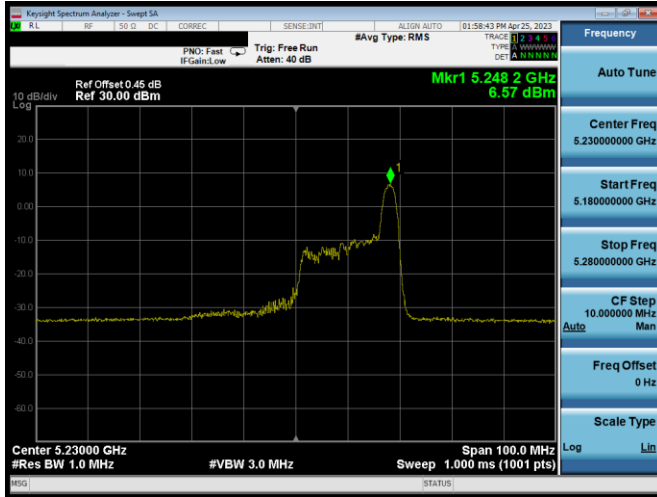 Keysight Spectrum Analyzer - Swept SA
RL RF 50 Ω DC CORREC SENSE:INT ALIGN AUTO 01:58:43 PM Apr 25, 2023
#Avg Type: RMS
TRACE 1 2 3 4 5 6
TYPE A WWWWW
DET A N N N N N
PNO: Fast
IFGain:Low
Trig: Free Run
Atten: 40 dB
Mkr1 5.248 2 GHz
6.57 dBm
Ref Offset 0.45 dB
10 dB/div Ref 30.00 dBm
Log
1
20.0
10.0
0.00
-10.0
-20.0
-30.0
-40.0
-50.0
-60.0
Center 5.23000 GHz Span 100.0 MHz
#Res BW 1.0 MHz #VBW 3.0 MHz Sweep 1.000 ms (1001 pts)
MSG STATUS
Frequency
Auto Tune
Center Freq
5.230000000 GHz
Start Freq
5.180000000 GHz
Stop Freq
5.280000000 GHz
CF Step
10.000000 MHz
Auto Man
Freq Offset
0 Hz
Scale Type
Log Lin